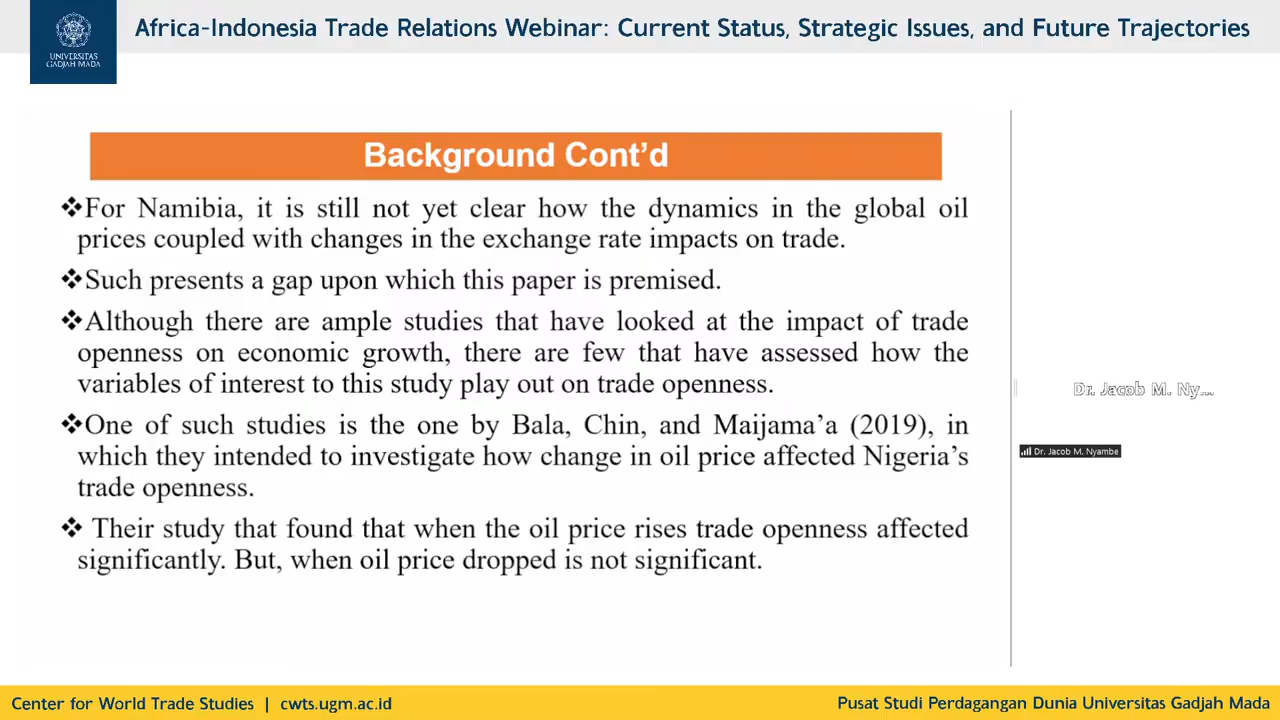 Africa-Indonesia Trade Relations Webinar: Current Status, Strategic Issues, and Future Trajectories
UNIVERSITAS
GADJAH MADA
Background Cont’d
❖For Namibia, it is still not yet clear how the dynamics in the global oil
prices coupled with changes in the exchange rate impacts on trade.
❖Such presents a gap upon which this paper is premised.
❖Although there are ample studies that have looked at the impact of trade
openness on economic growth, there are few that have assessed how the
variables of interest to this study play out on trade openness.
❖One of such studies is the one by Bala, Chin, and Maijama’a (2019), in
which they intended to investigate how change in oil price affected Nigeria’s
trade openness.
❖ Their study that found that when the oil price rises trade openness affected
significantly. But, when oil price dropped is not significant.
Dr. Jacob M. Ny...
Dr. Jacob M. Nyambe
Center for World Trade Studies | cwts.ugm.ac.id
Pusat Studi Perdagangan Dunia Universitas Gadjah Mada